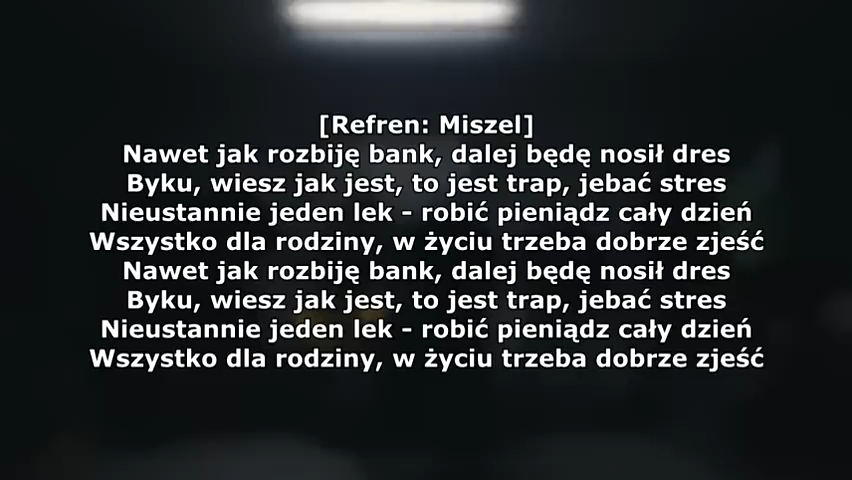 [Refren: Miszel]
Nawet jak rozbiję bank, dalej będę nosił dres
Byku, wiesz jak jest, to jest trap, jebać stres
Nieustannie jeden lek - robić pieniądz cały dzień
Wszystko dla rodziny, w życiu trzeba dobrze zjeść
Nawet jak rozbiję bank, dalej będę nosił dres
Byku, wiesz jak jest, to jest trap, jebać stres
Nieustannie jeden lek - robić pieniądz cały dzień
Wszystko dla rodziny, w życiu trzeba dobrze zjeść